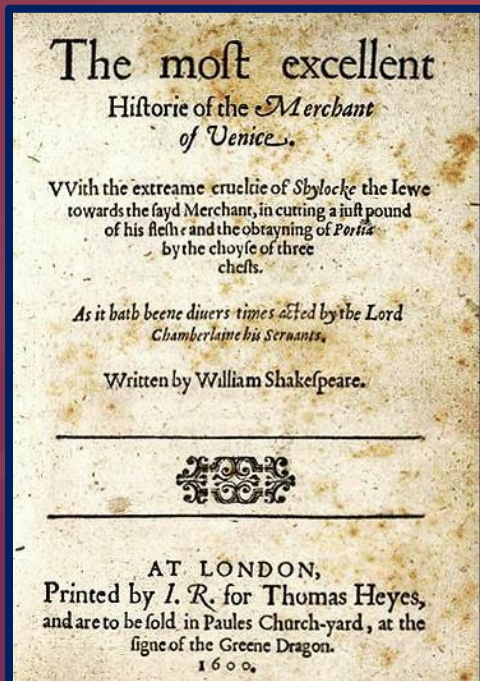 The moſt excellent
Hiſtorie of the Merchant
of Venice.
VVith the extreame crueltie of Shylocke the Iewe
towards the ſayd Merchant, in cutting a iuſt pound
of his fleſh: and the obtayning of Portia
by the choyſe of three
cheſts.
As it hath beene diuers times acted by the Lord
Chamberlaine his Seruants.
Written by William Shakeſpeare.
AT LONDON,
Printed by I. R. for Thomas Heyes,
and are to be ſold in Paules Church-yard, at the
ſigne of the Greene Dragon.
1600.